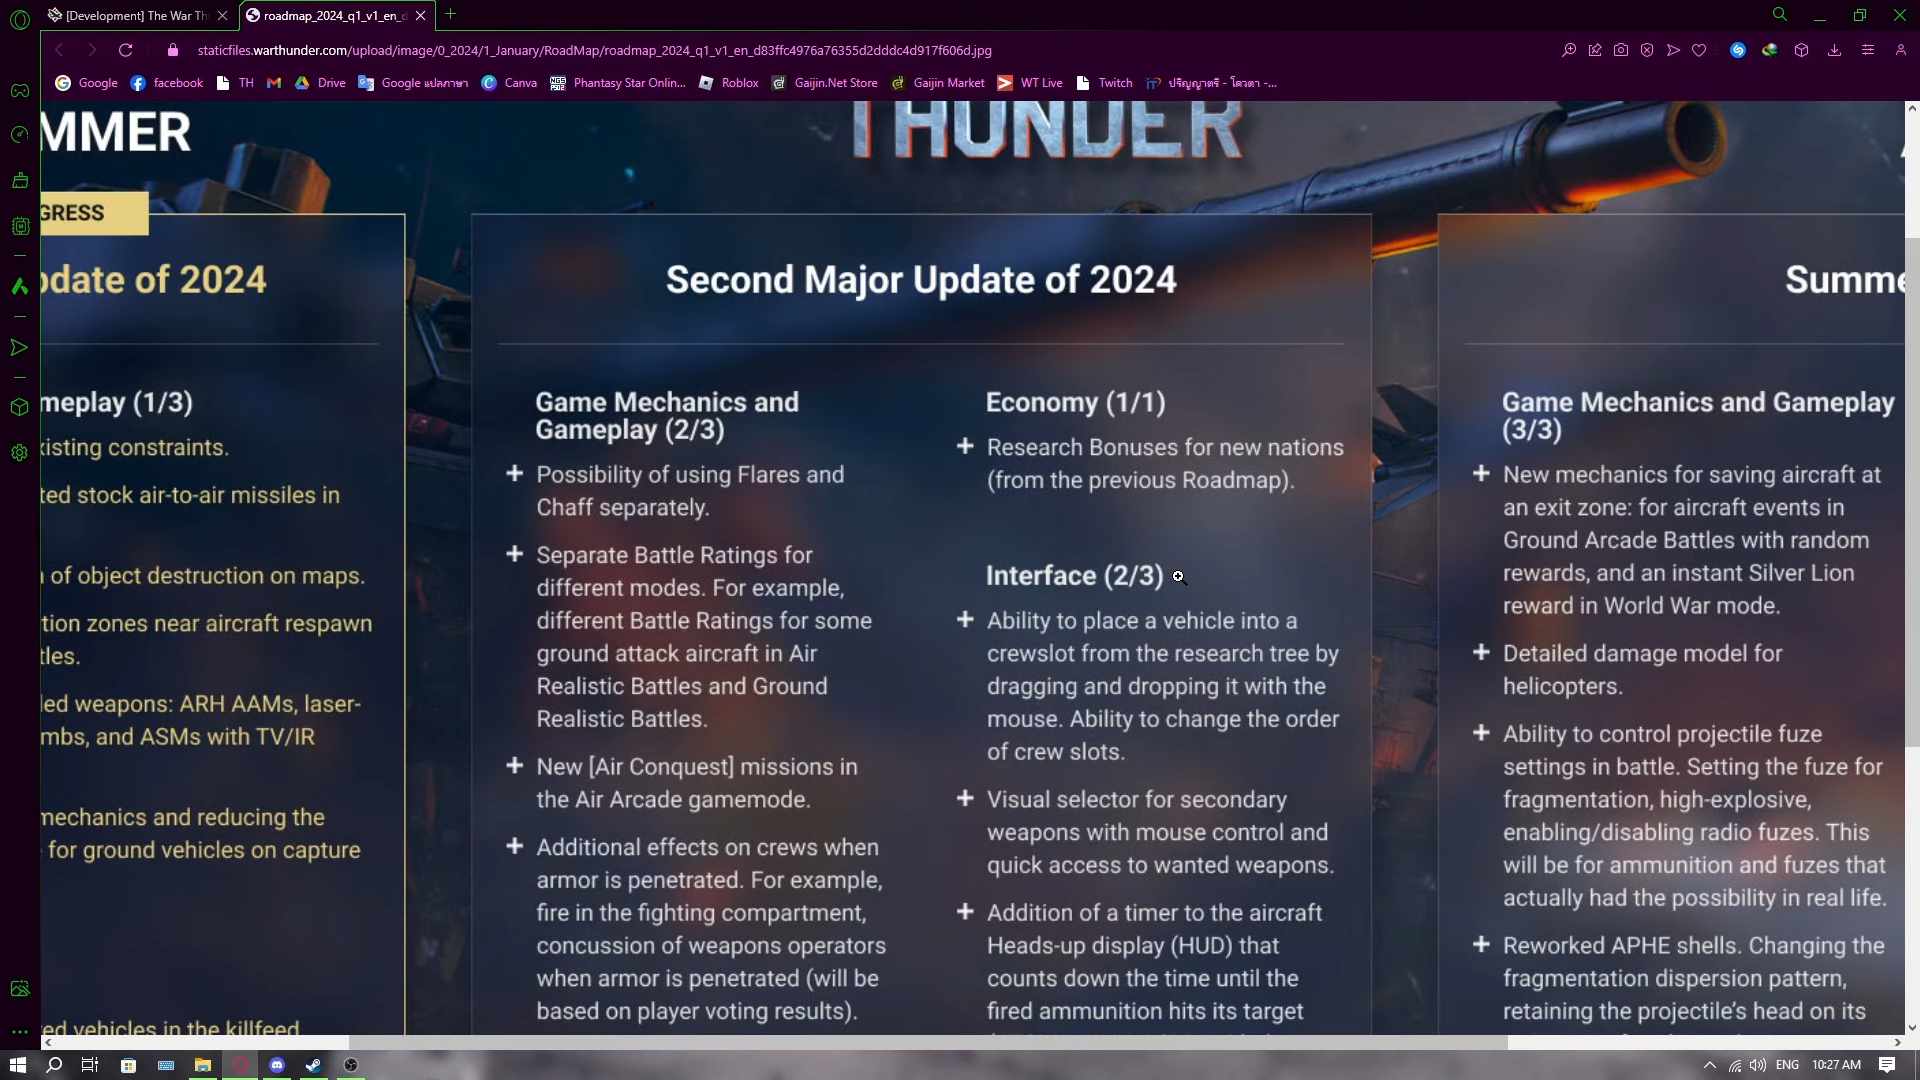 [Development] The War Th
roadmap_2024_q1_v1_en_d
staticfiles.warthunder.com/upload/image/0_2024/1_January/RoadMap/roadmap_2024_q1_v1_en_d83ffc4976a76355d2dddc4d917f606d.jpg
Google facebook TH Drive Google แปลภาษา Canva Phantasy Star Onlin... Roblox Gaijin.Net Store Gaijin Market WT Live Twitch ปริญญาตรี - โควตา -...
MMER
THUNDER
GRESS
pdate of 2024
meplay (1/3)
xisting constraints.
ted stock air-to-air missiles in
n of object destruction on maps.
tion zones near aircraft respawn
tles.
led weapons: ARH AAMs, laser-
mbs, and ASMs with TV/IR
mechanics and reducing the
for ground vehicles on capture
ed vehicles in the killfeed
Second Major Update of 2024
Game Mechanics and
Gameplay (2/3)
+ Possibility of using Flares and
Chaff separately.
+ Separate Battle Ratings for
different modes. For example,
different Battle Ratings for some
ground attack aircraft in Air
Realistic Battles and Ground
Realistic Battles.
+ New [Air Conquest] missions in
the Air Arcade gamemode.
+ Additional effects on crews when
armor is penetrated. For example,
fire in the fighting compartment,
concussion of weapons operators
when armor is penetrated (will be
based on player voting results).
Economy (1/1)
+ Research Bonuses for new nations
(from the previous Roadmap).
Interface (2/3)
+ Ability to place a vehicle into a
crewslot from the research tree by
dragging and dropping it with the
mouse. Ability to change the order
of crew slots.
+ Visual selector for secondary
weapons with mouse control and
quick access to wanted weapons.
+ Addition of a timer to the aircraft
Heads-up display (HUD) that
counts down the time until the
fired ammunition hits its target
Summe
Game Mechanics and Gameplay
(3/3)
+ New mechanics for saving aircraft at
an exit zone: for aircraft events in
Ground Arcade Battles with random
rewards, and an instant Silver Lion
reward in World War mode.
+ Detailed damage model for
helicopters.
+ Ability to control projectile fuze
settings in battle. Setting the fuze for
fragmentation, high-explosive,
enabling/disabling radio fuzes. This
will be for ammunition and fuzes that
actually had the possibility in real life.
+ Reworked APHE shells. Changing the
fragmentation dispersion pattern,
retaining the projectile's head on its
ENG 10:27 AM